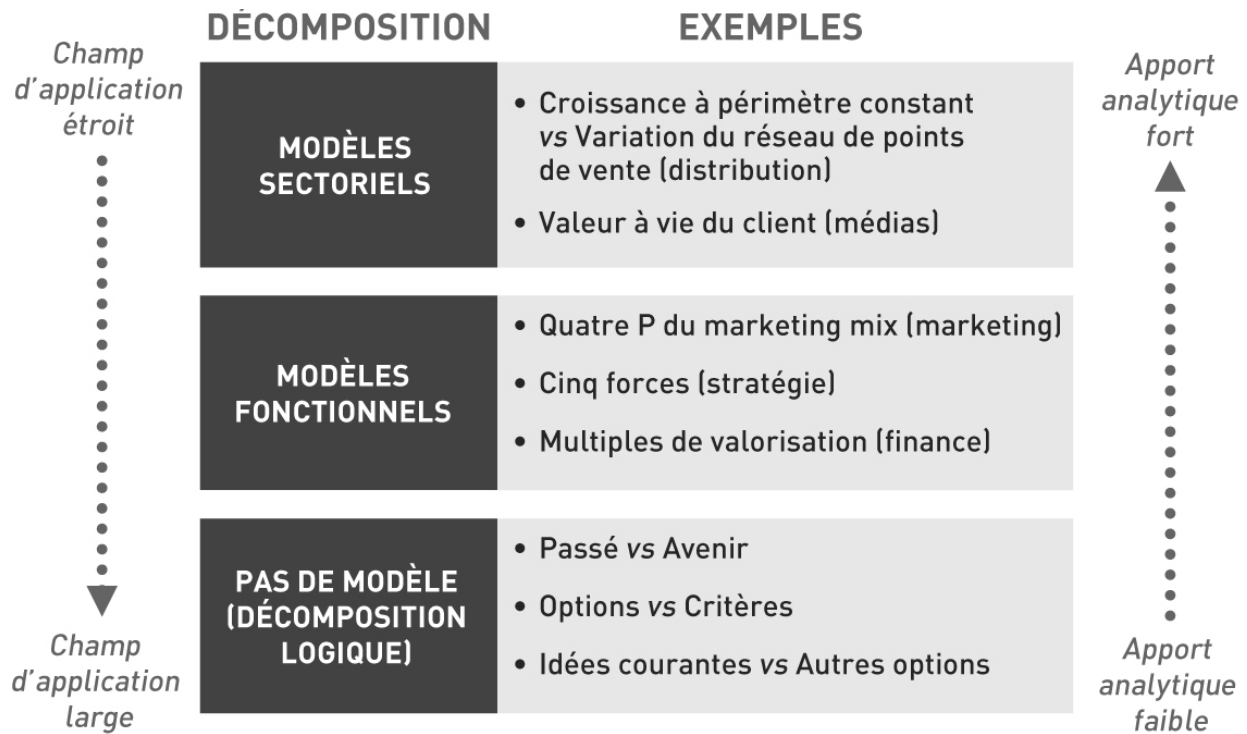 DÉCOMPOSITION
EXEMPLES
Champ
d'application
étroit
MODÈLES
SECTORIELS
• Croissance à périmètre constant
vs Variation du réseau de points
de vente (distribution)
• Valeur à vie du client (médias)
Apport
analytique
fort
MODÈLES
FONCTIONNELS
• Quatre P du marketing mix (marketing)
• Cinq forces (stratégie)
• Multiples de valorisation (finance)
PAS DE MODÈLE
(DÉCOMPOSITION
LOGIQUE)
• Passé vs Avenir
• Options vs Critères
• Idées courantes vs Autres options
Champ
d'application
large
Apport
analytique
faible